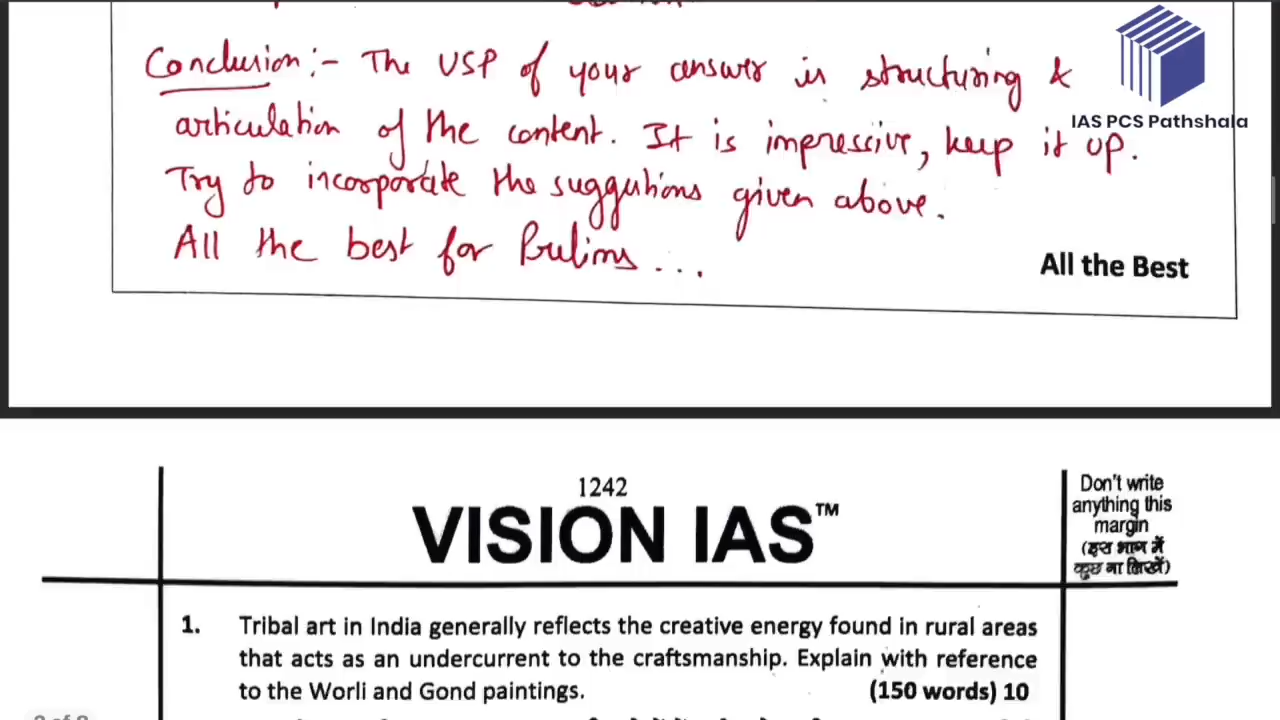 Conclusion:- The USP of your answer is structuring &
articulation of the content. It is impressive, keep it up.
Try to incorporate the suggestions given above.
All the best for Prelims...
IAS PCS Pathshala
All the Best
1242
VISION IAS™
Don't write
anything this
margin
(इस भाग में
कुछ ना लिखें)
1. Tribal art in India generally reflects the creative energy found in rural areas
that acts as an undercurrent to the craftsmanship. Explain with reference
to the Worli and Gond paintings. (150 words) 10